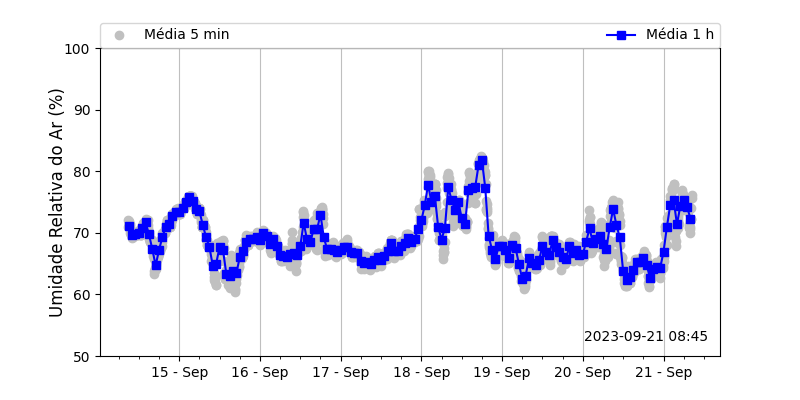 Média 5 min
Média 1 h
Umidade Relativa do Ar (%)
100
90
80
70
60
50
2023-09-21 08:45
15 - Sep
16 - Sep
17 - Sep
18 - Sep
19 - Sep
20 - Sep
21 - Sep